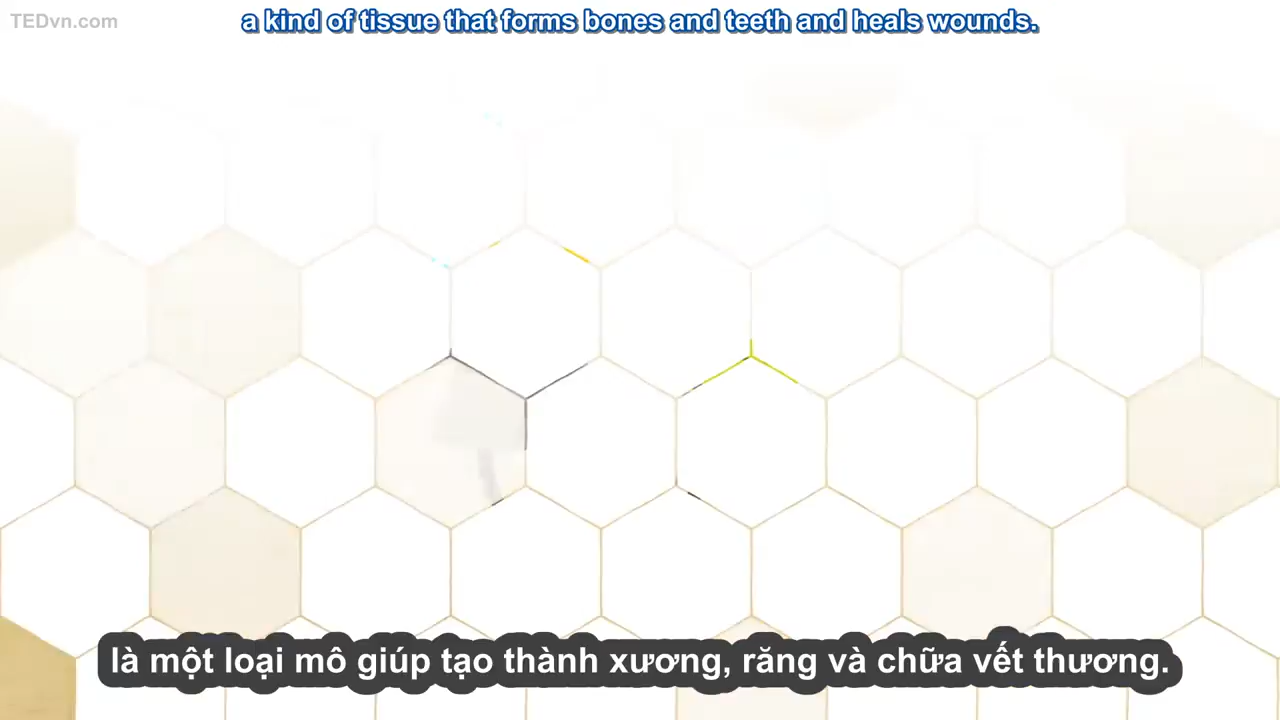 TEDvn.com
a kind of tissue that forms bones and teeth and heals wounds.
là một loại mô giúp tạo thành xương, răng và chữa vết thương.